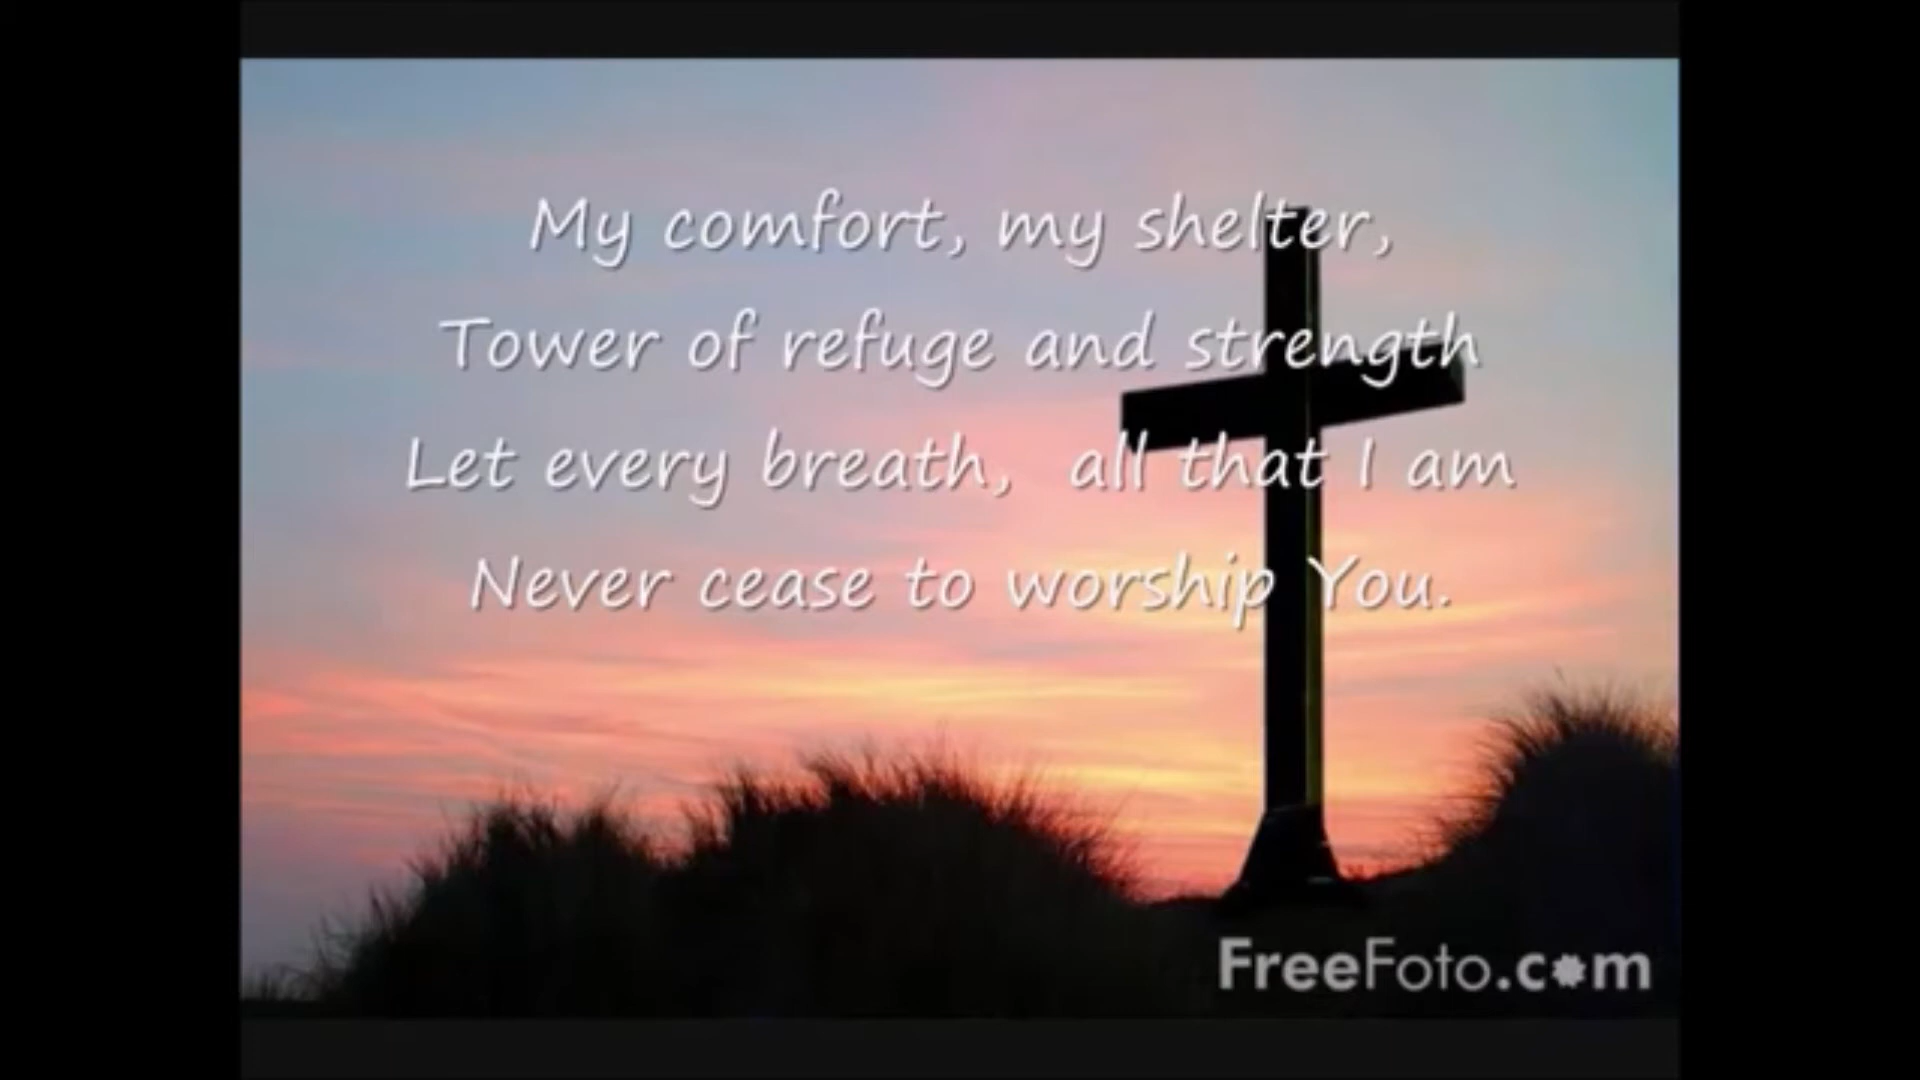 My comfort, my shelter,
Tower of refuge and strength
Let every breath, all that I am
Never cease to worship You.
FreeFoto.com